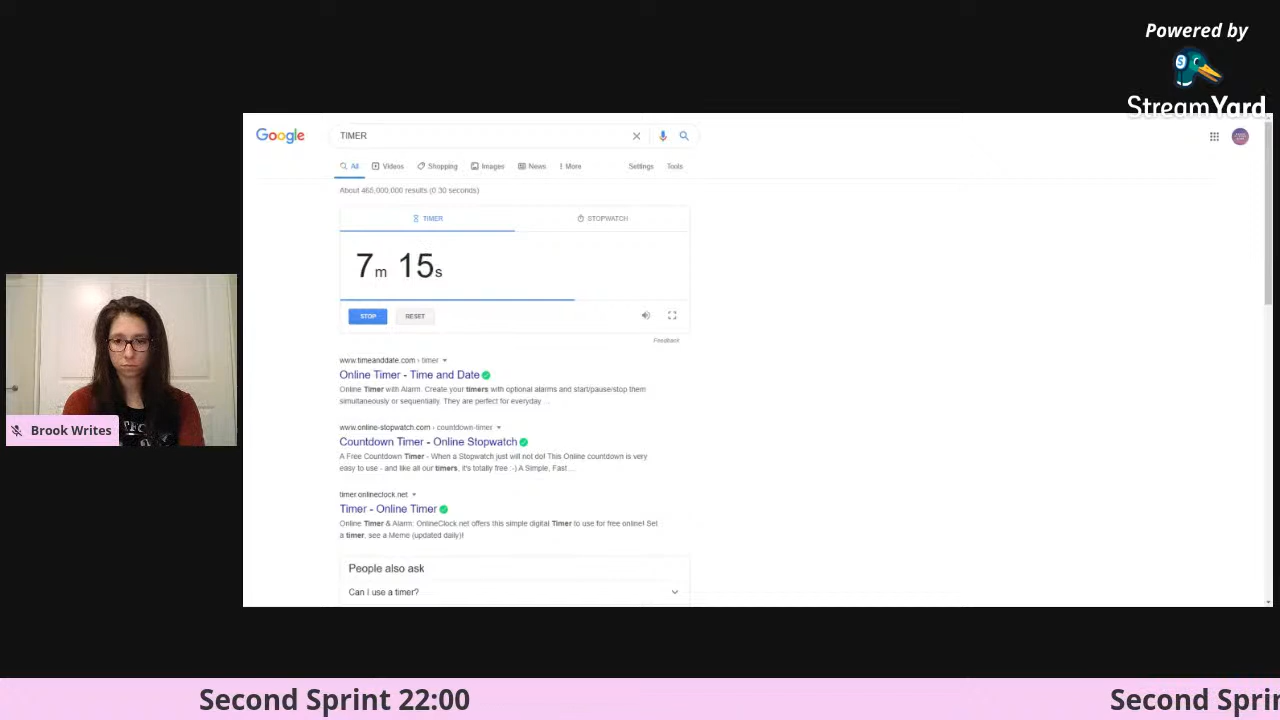 Powered by
StreamYard
Google
TIMER
All Videos Shopping Images News More Settings Tools
About 465,000,000 results (0.30 seconds)
TIMER STOPWATCH
7m 15s
STOP RESET
Feedback
www.timeanddate.com › timer
Online Timer - Time and Date
Online Timer with Alarm. Create your timers with optional alarms and start/pause/stop them
simultaneously or sequentially. They are perfect for everyday ...
www.online-stopwatch.com › countdown-timer
Countdown Timer - Online Stopwatch
A Free Countdown Timer - When a Stopwatch just will not do! This Online countdown is very
easy to use - and like all our timers, it's totally free :-) A Simple, Fast ...
timer.onlineclock.net
Timer - Online Timer
Online Timer & Alarm: OnlineClock.net offers this simple digital Timer to use for free online! Set
a timer, see a Meme (updated daily)!
People also ask
Can I use a timer?
Brook Writes
Second Sprint 22:00
Second Sprin